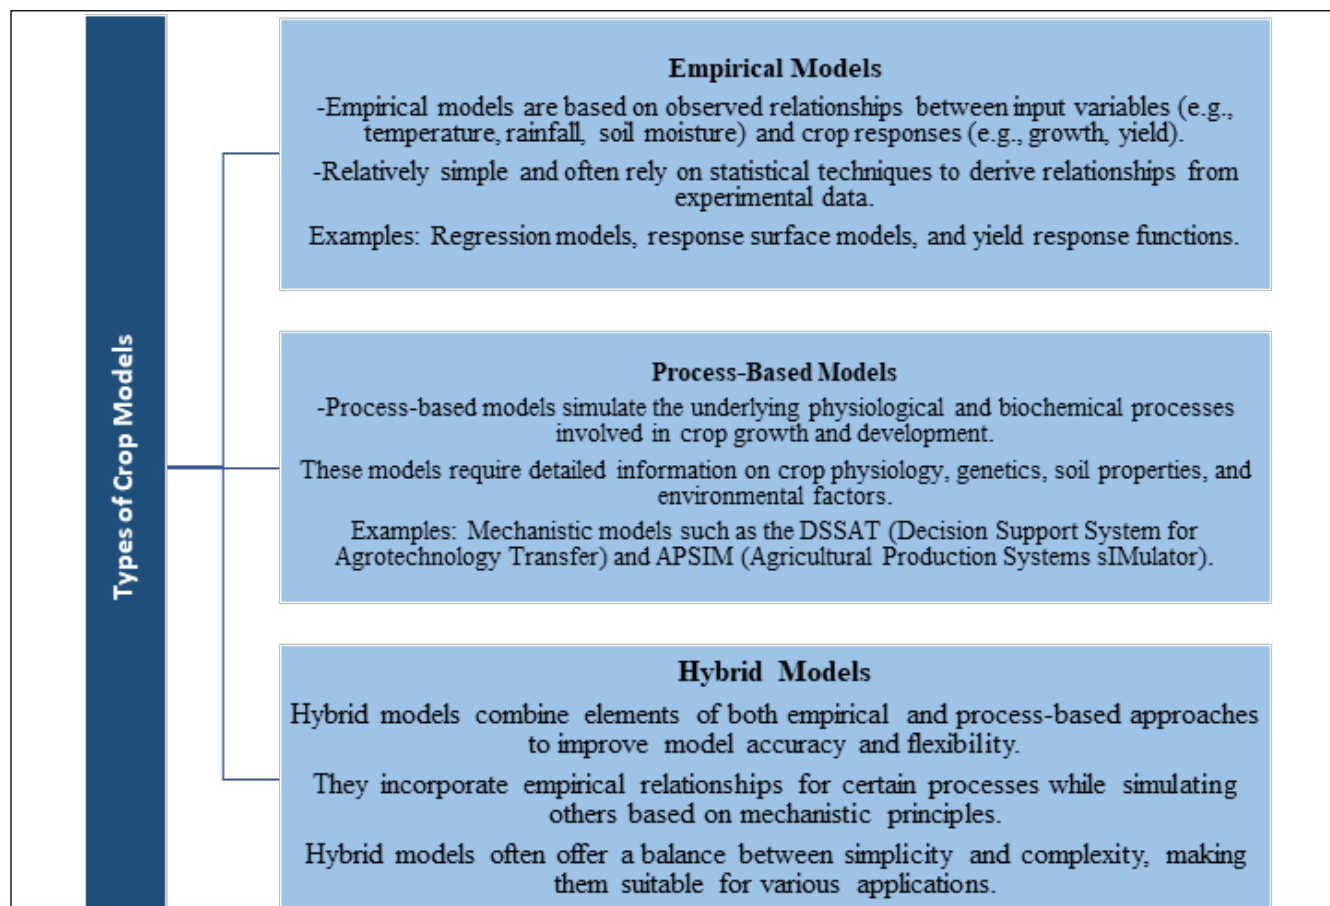 Types of Crop Models
Empirical Models
-Empirical models are based on observed relationships between input variables (e.g.,
temperature, rainfall, soil moisture) and crop responses (e.g., growth, yield).
-Relatively simple and often rely on statistical techniques to derive relationships from
experimental data.
Examples: Regression models, response surface models, and yield response functions.
Process-Based Models
-Process-based models simulate the underlying physiological and biochemical processes
involved in crop growth and development.
These models require detailed information on crop physiology, genetics, soil properties, and
environmental factors.
Examples: Mechanistic models such as the DSSAT (Decision Support System for
Agrotechnology Transfer) and APSIM (Agricultural Production Systems sIMulator).
Hybrid Models
Hybrid models combine elements of both empirical and process-based approaches
to improve model accuracy and flexibility.
They incorporate empirical relationships for certain processes while simulating
others based on mechanistic principles.
Hybrid models often offer a balance between simplicity and complexity, making
them suitable for various applications.